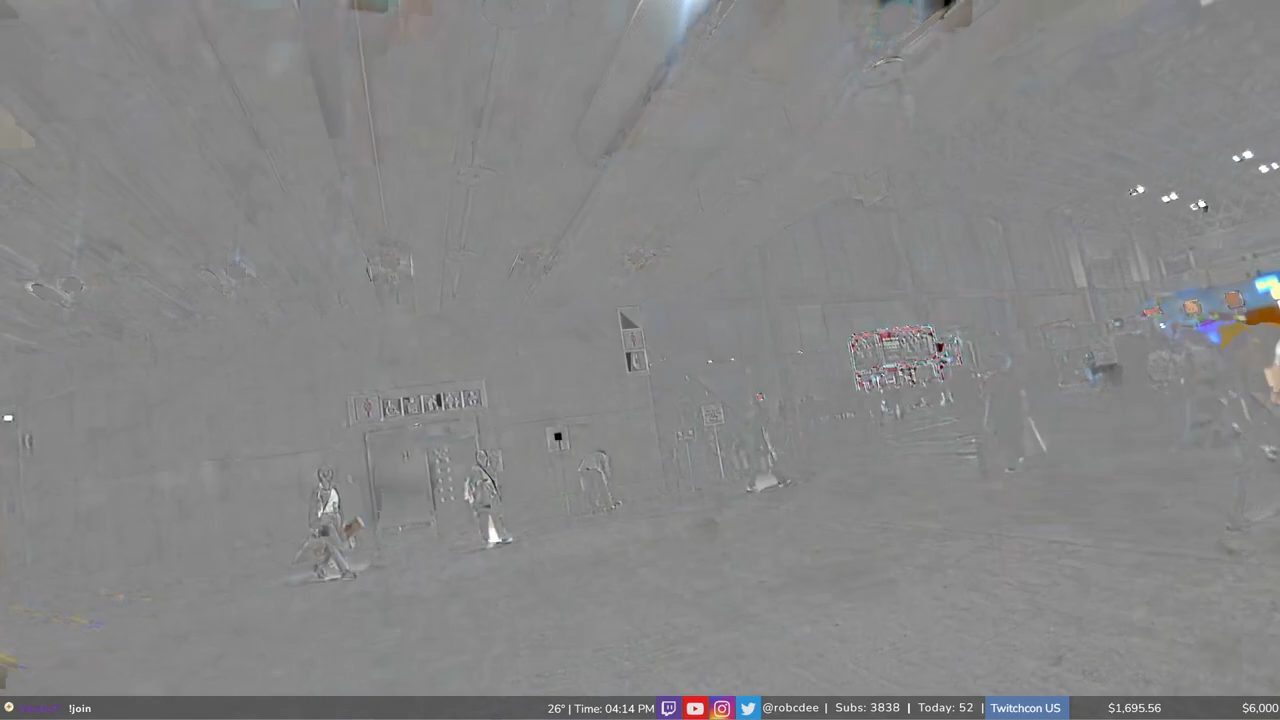 !join
26° | Time: 04:14 PM
@robcdee | Subs: 3838 | Today: 52 |
Twitchcon US
$1,695.56
$6,000